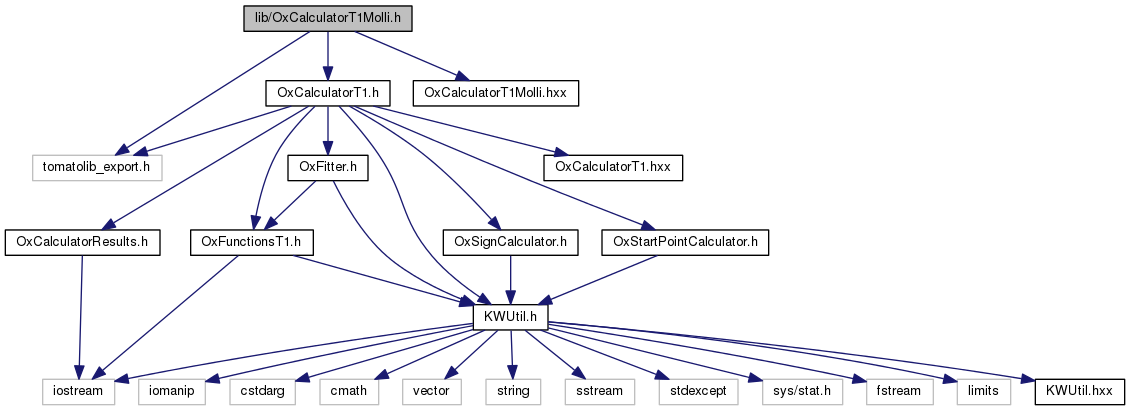 lib/OxCalculatorT1Molli.h
OxCalculatorT1.h
OxCalculatorT1Molli.hxx
tomatolib_export.h
OxFitter.h
OxCalculatorT1.hxx
OxCalculatorResults.h
OxFunctionsT1.h
OxSignCalculator.h
OxStartPointCalculator.h
KWUtil.h
iostream
iomanip
cstdarg
cmath
vector
string
sstream
stdexcept
sys/stat.h
fstream
limits
KWUtil.hxx